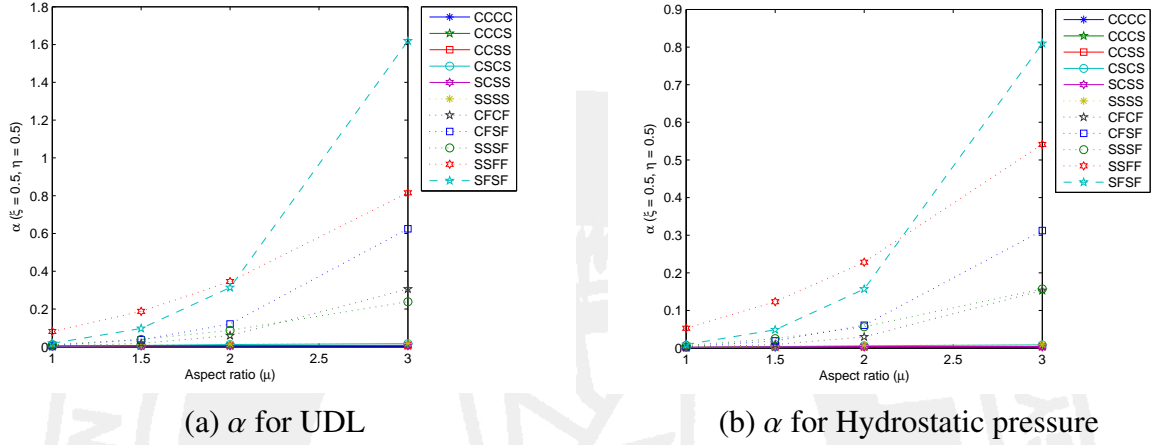 1.8
1.6
1.4
1.2
1
0.8
0.6
0.4
0.2
0
1 1.5 2 2.5 3
Aspect ratio (μ)
α (ξ = 0.5, η = 0.5)
CCCC
CCCS
CCSS
CSCS
SCSS
SSSS
CFCF
CFSF
SSSF
SSFF
SFSF
(a) α for UDL
0.9
0.8
0.7
0.6
0.5
0.4
0.3
0.2
0.1
0
1 1.5 2 2.5 3
Aspect ratio (μ)
α (ξ = 0.5, η = 0.5)
CCCC
CCCS
CCSS
CSCS
SCSS
SSSS
CFCF
CFSF
SSSF
SSFF
SFSF
(b) α for Hydrostatic pressure